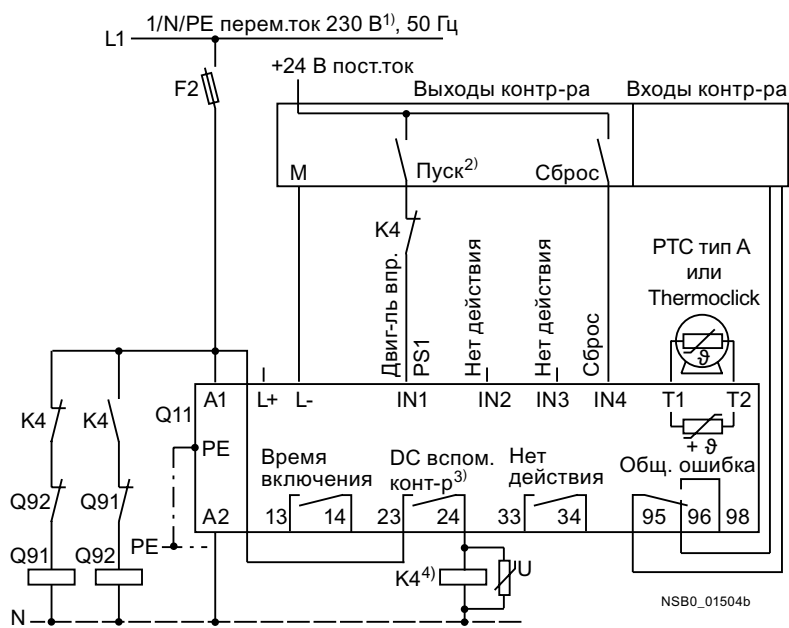 1/N/PE перем.ток 230 В1), 50 Гц
L1
+24 В пост.ток
F2
Выходы контр-ра
Входы контр-ра
M
Пуск2)
Сброс
K4
Двиг-ль впр.
PS1
Нет действия
Нет действия
Сброс
PTC тип A
или
Thermoclick
ϑ
A1
L+
L-
IN1
IN2
IN3
IN4
T1
T2
K4
K4
Q11
PE
+ ϑ
Время
включения
DC вспом.
конт-р3)
Нет
действия
Общ. ошибка
Q92
Q91
A2
13
14
23
24
33
34
95
96
98
PE
Q91
Q92
K44)
U
NSB0_01504b
N